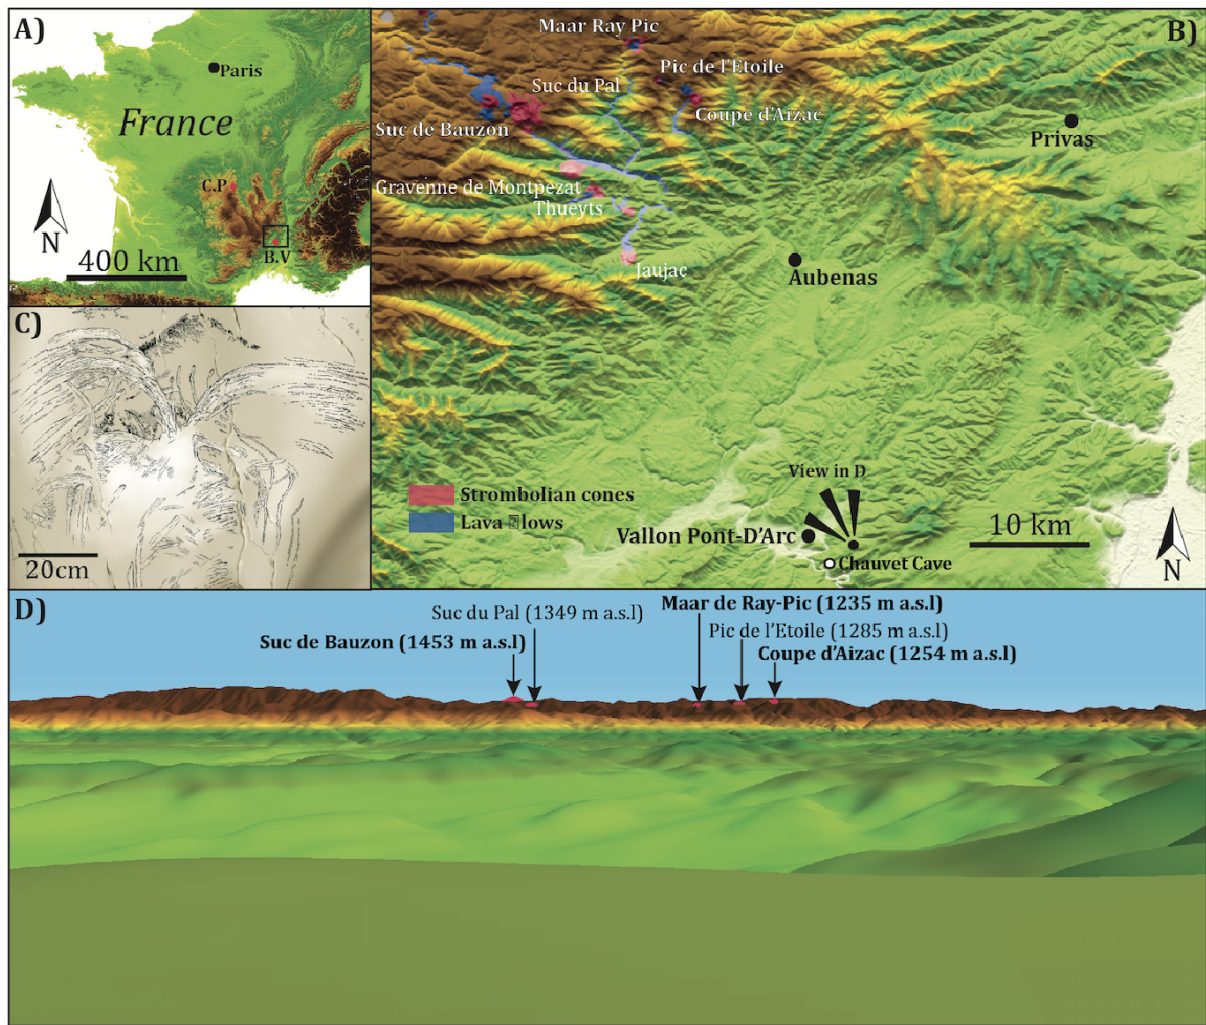 A)
Paris
France
C.P
B.V
N
400 km
B)
Maar Ray Pic
Pic de l'Etoile
Suc du Pal
Coupe d'Aizac
Suc de Bauzon
Privas
Gravenne de Montpezat
Thueyts
Jaujac
Aubenas
View in D
Strombolian cones
Lava �lows
Vallon Pont-D'Arc
Chauvet Cave
10 km
N
C)
20cm
D)
Maar de Ray-Pic (1235 m a.s.l)
Suc du Pal (1349 m a.s.l)
Pic de l'Etoile (1285 m a.s.l)
Suc de Bauzon (1453 m a.s.l)
Coupe d'Aizac (1254 m a.s.l)